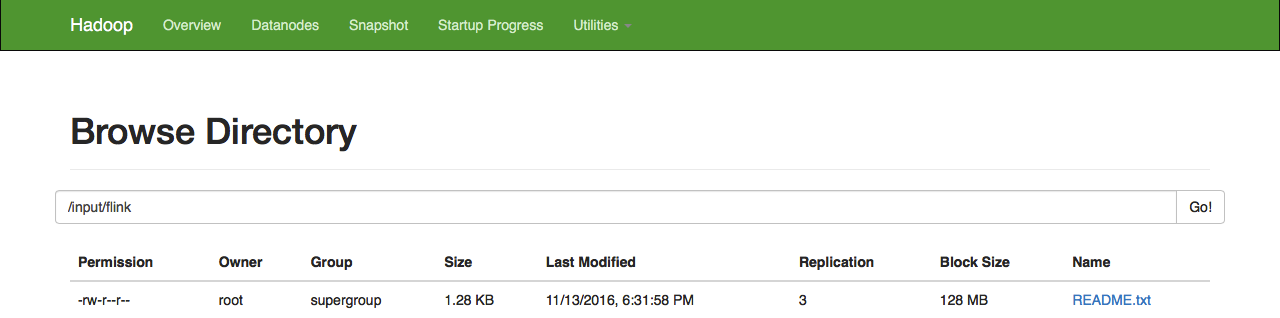 Hadoop Overview Datanodes Snapshot Startup Progress Utilities
Browse Directory
/input/flink Go!
Permission Owner Group Size Last Modified Replication Block Size Name
-rw-r--r-- root supergroup 1.28 KB 11/13/2016, 6:31:58 PM 3 128 MB README.txt